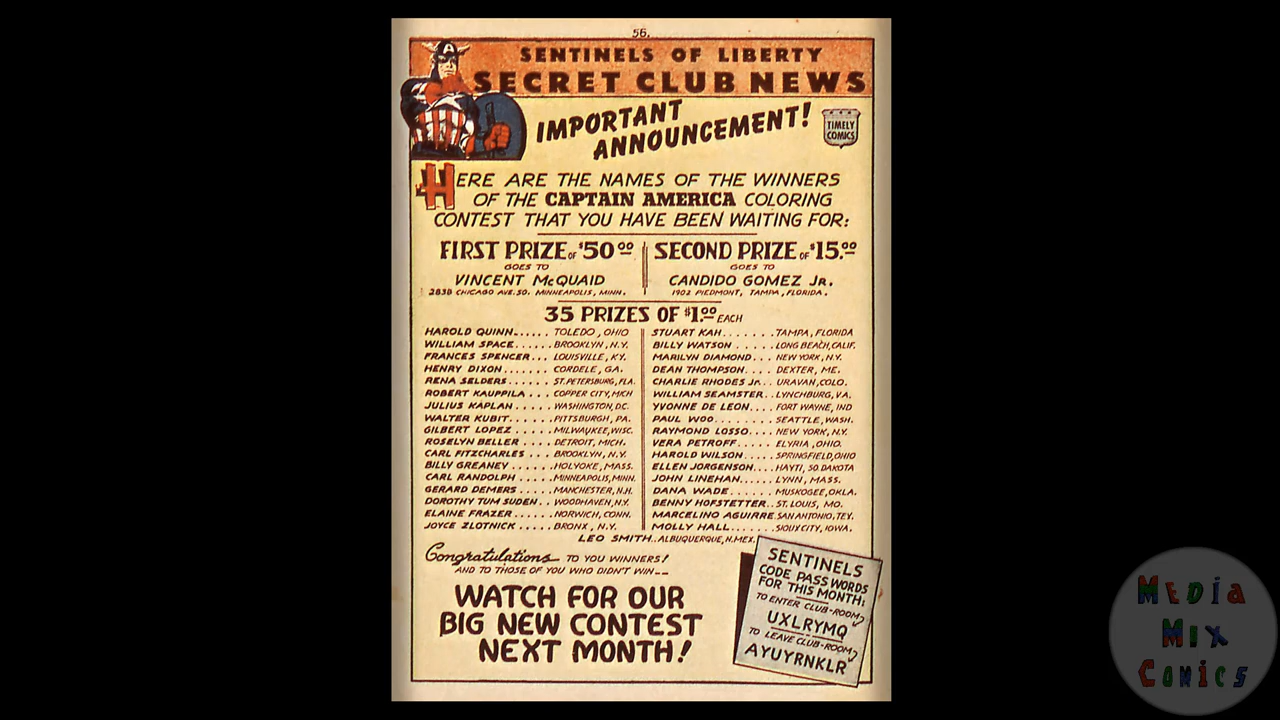 56.
SENTINELS OF LIBERTY
SECRET CLUB NEWS
IMPORTANT
ANNOUNCEMENT!
TIMELY
COMICS
HERE ARE THE NAMES OF THE WINNERS
OF THE CAPTAIN AMERICA COLORING
CONTEST THAT YOU HAVE BEEN WAITING FOR:
FIRST PRIZE OF $50.00
GOES TO
VINCENT McQUAID
2838 CHICAGO AVE. SO. MINNEAPOLIS, MINN.
SECOND PRIZE OF $15.00
GOES TO
CANDIDO GOMEZ JR.
1902 PIEDMONT, TAMPA, FLORIDA.
35 PRIZES OF $1.00 EACH
HAROLD QUINN...... TOLEDO, OHIO
WILLIAM SPACE..... BROOKLYN, N.Y.
FRANCES SPENCER... LOUISVILLE, KY.
HENRY DIXON..... CORDELE, GA.
RENA SELDERS...... ST. PETERSBURG, FLA.
ROBERT KAUPPILA... COPPER CITY, MICH
JULIUS KAPLAN..... WASHINGTON, D.C.
WALTER KUBIT...... PITTSBURGH, PA.
GILBERT LOPEZ..... MILWAUKEE, WISC.
ROSELYN BELLER.... DETROIT, MICH.
CARL FITZCHARLES.. BROOKLYN, N.Y.
BILLY GREANEY...... HOLYOKE, MASS.
CARL RANDOLPH..... MINNEAPOLIS, MINN.
GERARD DEMERS..... MANCHESTER, N.H.
DOROTHY TUM SUDEN.. WOODHAVEN, N.Y.
ELAINE FRAZER..... NORWICH, CONN.
JOYCE ZLOTNICK..... BRONX, N.Y.
STUART KAH........ TAMPA, FLORIDA
BILLY WATSON..... LONG BEACH, CALIF.
MARILYN DIAMOND... NEW YORK, N.Y.
DEAN THOMPSON.... DEXTER, ME.
CHARLIE RHODES JR... URAVAN, COLO.
WILLIAM SEAMSTER.. LYNCHBURG, VA.
YVONNE DE LEON.... FORT WAYNE, IND
PAUL WOO........ SEATTLE, WASH.
RAYMOND LOSSO.... NEW YORK, N.Y.
VERA PETROFF..... ELYRIA, OHIO.
HAROLD WILSON.... SPRINGFIELD, OHIO
ELLEN JORGENSON.... HAYTI, SO. DAKOTA
JOHN LINEHAN..... LYNN, MASS.
DANA WADE...... MUSKOGEE, OKLA.
BENNY HOFSTETTER.. ST. LOUIS, MO.
MARCELINO AGUIRRE. SAN ANTONIO, TEX.
MOLLY HALL....... SIOUX CITY, IOWA.
LEO SMITH.. ALBUQUERQUE, N. MEX.
Congratulations TO YOU WINNERS!
AND TO THOSE OF YOU WHO DIDN'T WIN---
WATCH FOR OUR
BIG NEW CONTEST
NEXT MONTH!
SENTINELS
CODE PASS WORDS
FOR THIS MONTH:
TO ENTER CLUB-ROOM
UXLRYMQ
TO LEAVE CLUB-ROOM
AYUYRNKLR
MEDiA
MIX
COMiCS